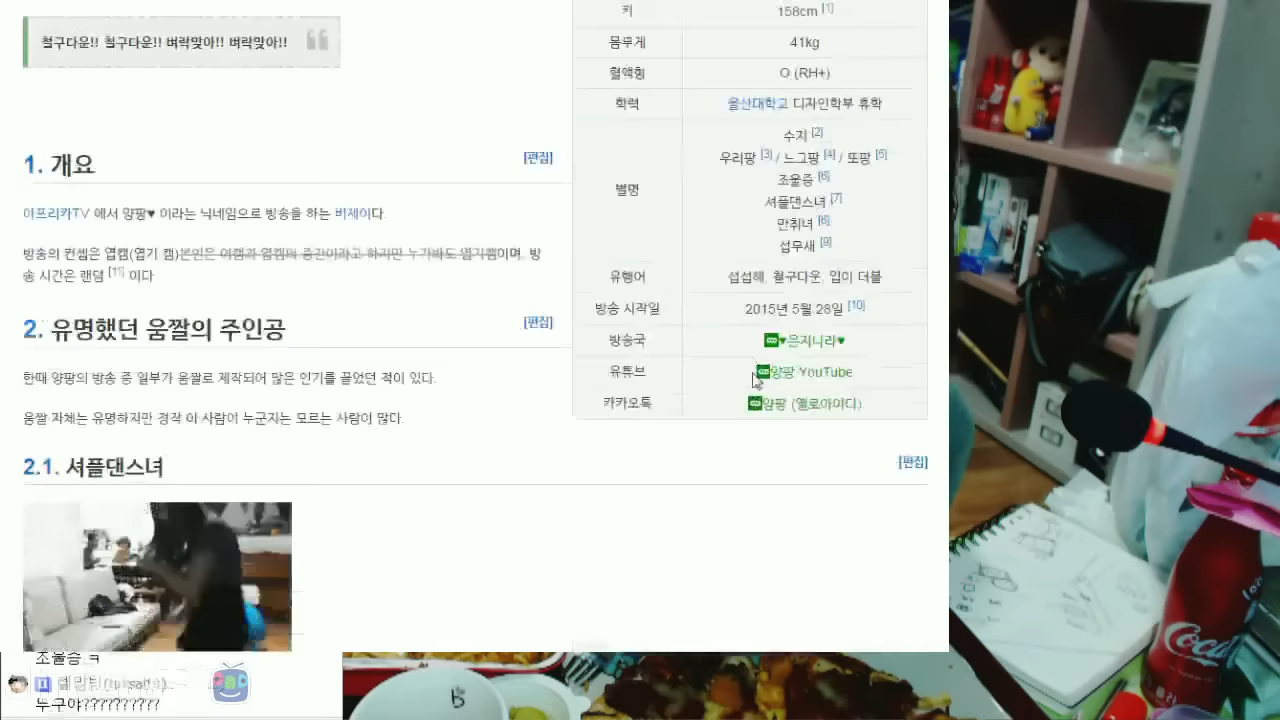 철구다운!! 철구다운!! 벼락맞아!! 벼락맞아!!
1. 개요
[편집]
아프리카TV 에서 양팡♥ 이라는 닉네임으로 방송을 하는 비제이다.
방송의 컨셉은 엽캠(엽기 캠)본인은 여캠과 엽캠의 중간이라고 하지만 누가봐도 엽기캠이며, 방
송 시간은 랜덤 [11] 이다
2. 유명했던 움짤의 주인공
[편집]
한때 양팡의 방송 중 일부가 움짤로 제작되어 많은 인기를 끌었던 적이 있다.
움짤 자체는 유명하지만 정작 이 사람이 누군지는 모르는 사람이 많다.
2.1. 셔플댄스녀
[편집]
키 158cm [1]
몸무게 41kg
혈액형 O (RH+)
학력 울산대학교 디자인학부 휴학
별명
수지 [2]
우리팡 [3] / 느그팡 [4] / 또팡 [5]
조울증 [6]
셔플댄스녀 [7]
만취녀 [8]
섭무새 [9]
유행어 섭섭해, 철구다운, 입이 더블
방송 시작일 2015년 5월 28일 [10]
방송국 ♥은지니라♥
유튜브 양팡 YouTube
카카오톡 양팡 (옐로아이디)
조울증 ㅋ
누구야??????????
B
Coca